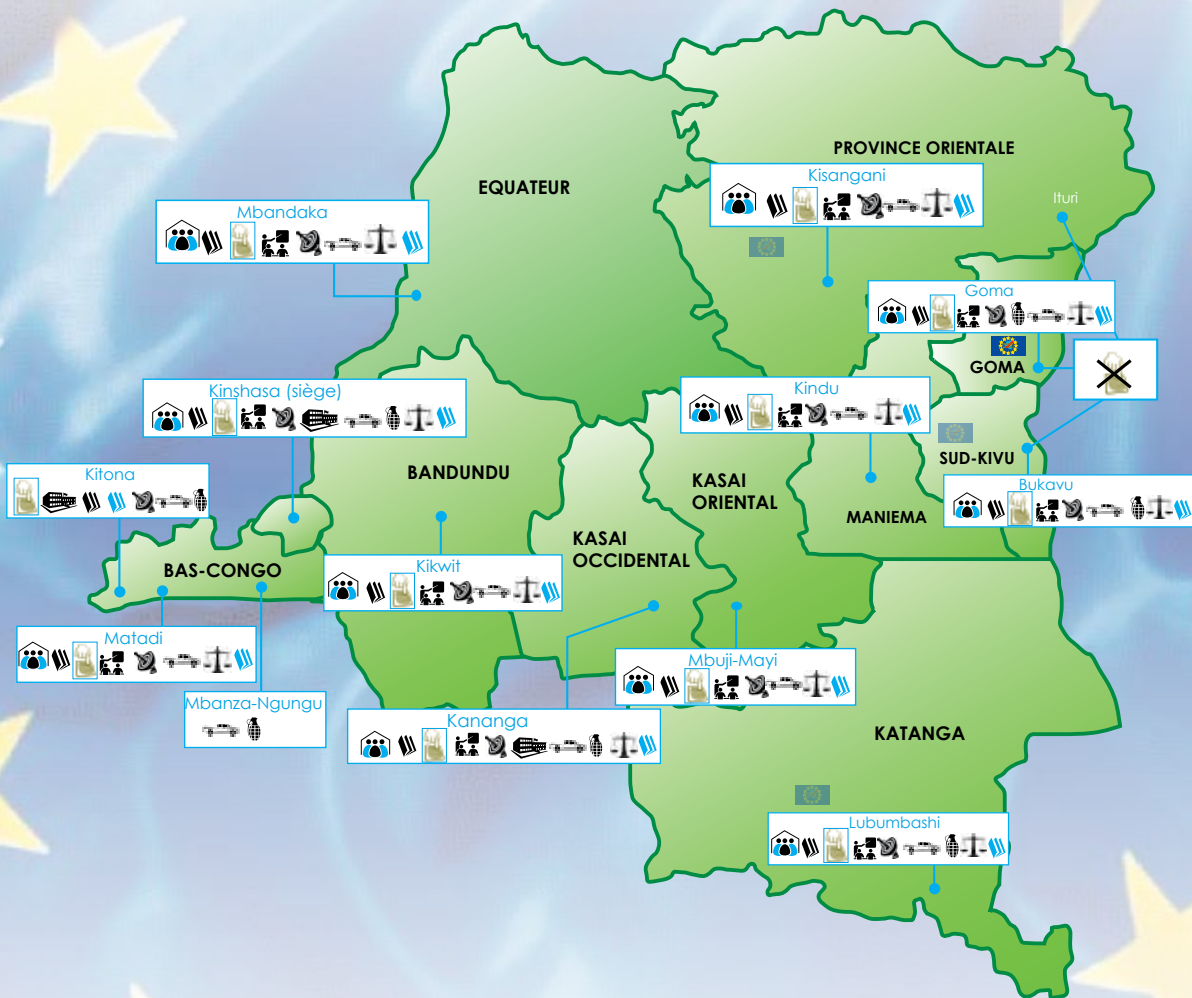 PROVINCE ORIENTALE
Kisangani
EQUATEUR
Ituri
Mbandaka
Goma
GOMA
Kinshasa (siège)
Kindu
SUD-KIVU
BANDUNDU
Kitona
KASAI
ORIENTAL
Bukavu
MANIEMA
KASAI
OCCIDENTAL
BAS-CONGO
Kikwit
Matadi
Mbuji-Mayi
Mbanza-Ngungu
Kananga
KATANGA
Lubumbashi